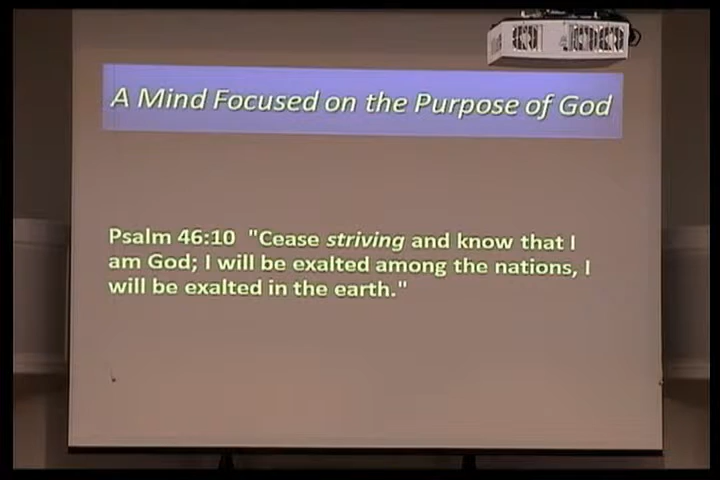 A Mind Focused on the Purpose of God
Psalm 46:10 "Cease striving and know that I
am God; I will be exalted among the nations, I
will be exalted in the earth."